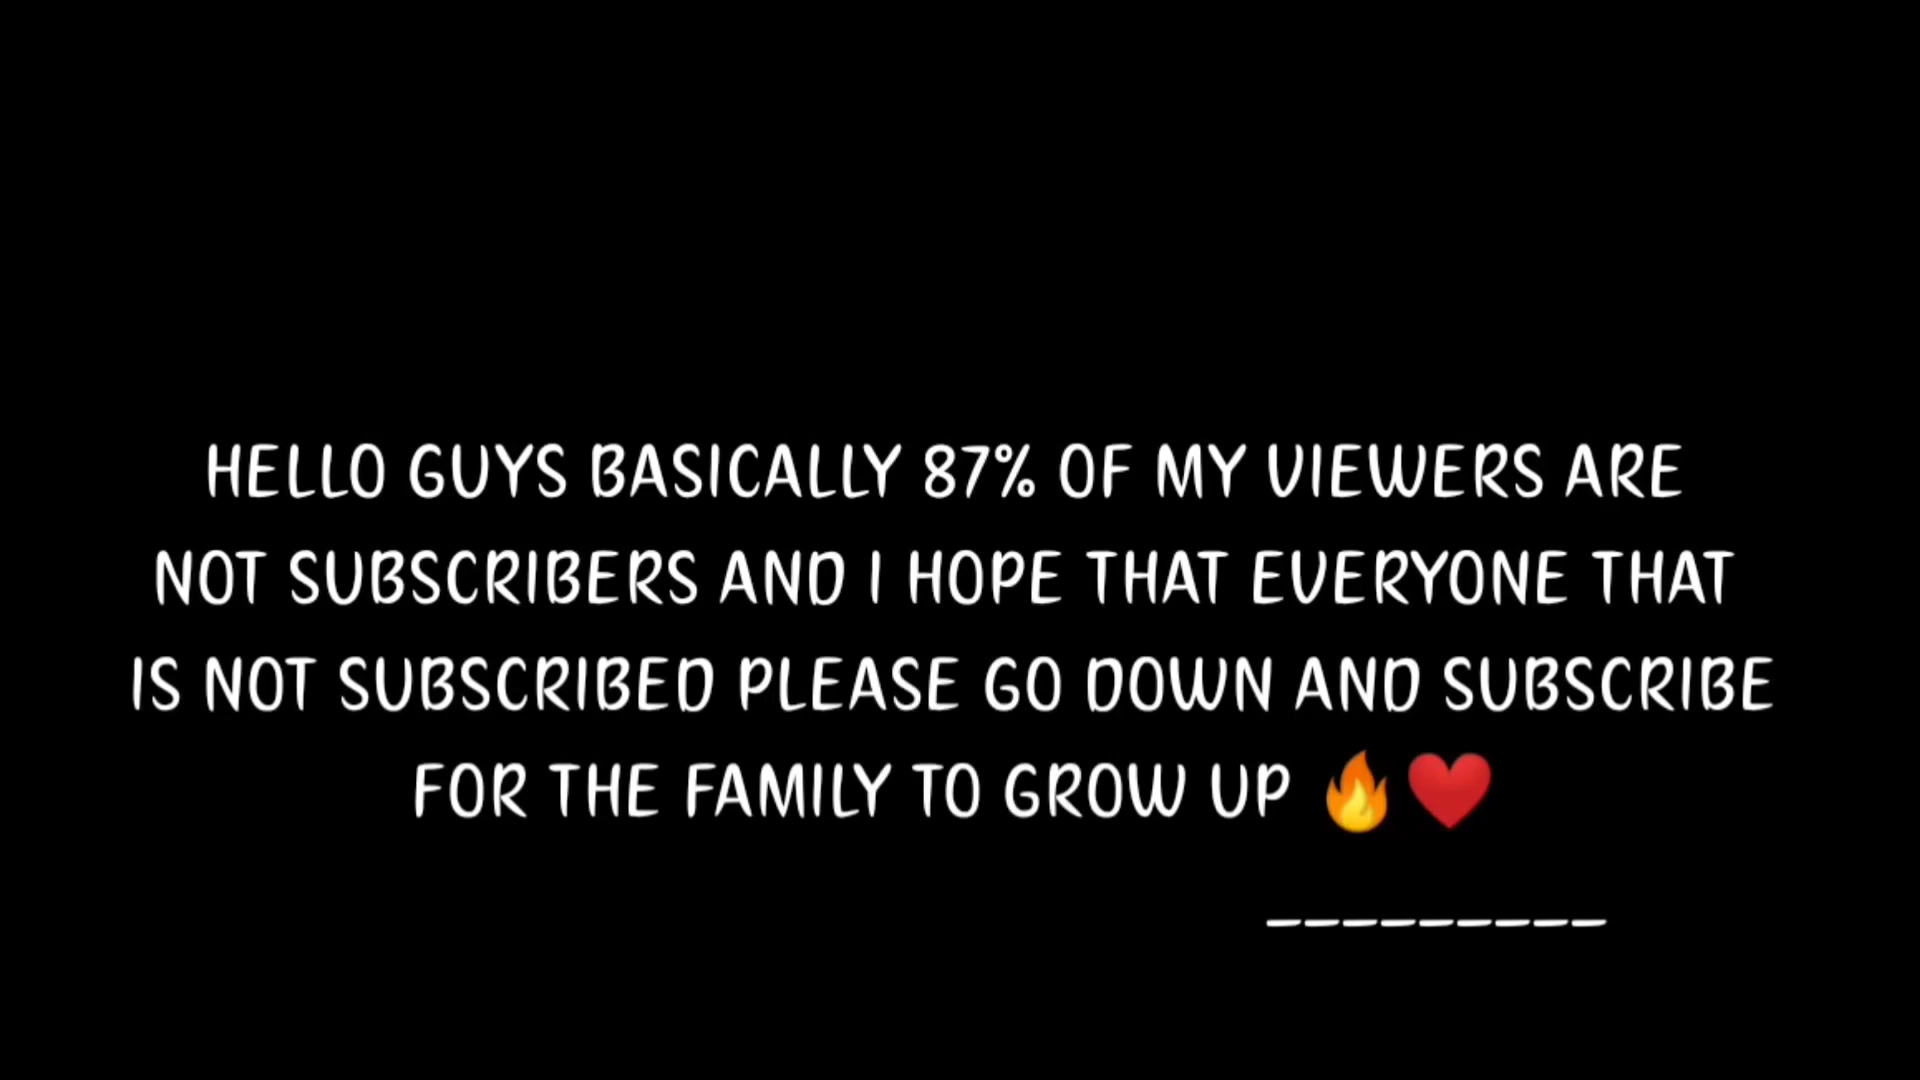 HELLO GUYS BASICALLY 87% OF MY VIEWERS ARE
NOT SUBSCRIBERS AND I HOPE THAT EVERYONE THAT
IS NOT SUBSCRIBED PLEASE GO DOWN AND SUBSCRIBE
FOR THE FAMILY TO GROW UP 🔥❤️
_________